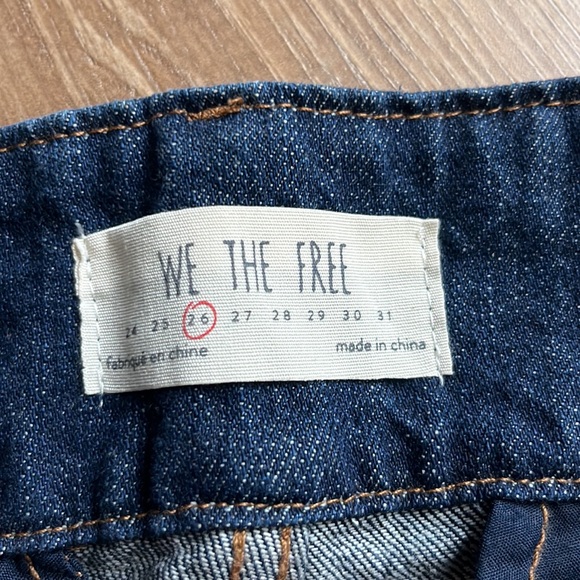 WE THE FREE
24 25 26 27 28 29 30 31
fabriqué en chine made in china